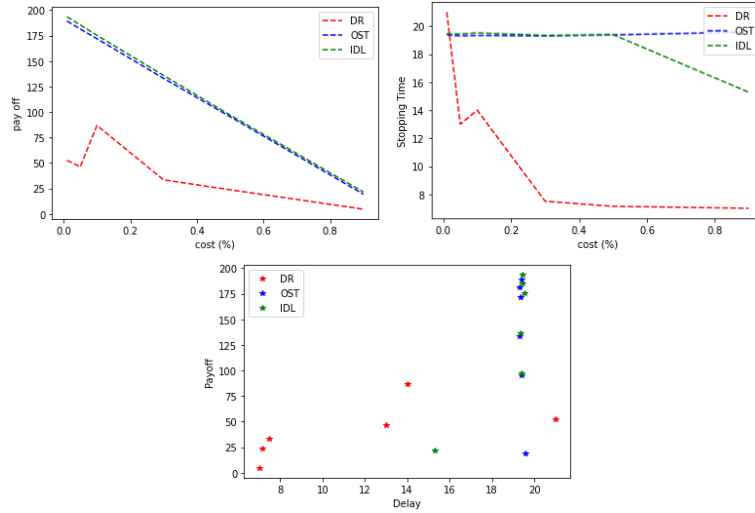 200
175
150
125
100
75
50
25
0
pay off
0.0 0.2 0.4 0.6 0.8
cost (%)
DR
OST
IDL
20
18
16
14
12
10
8
Stopping Time
0.0 0.2 0.4 0.6 0.8
cost (%)
DR
OST
IDL
200
175
150
125
100
75
50
25
0
Payoff
8 10 12 14 16 18 20
Delay
DR
OST
IDL